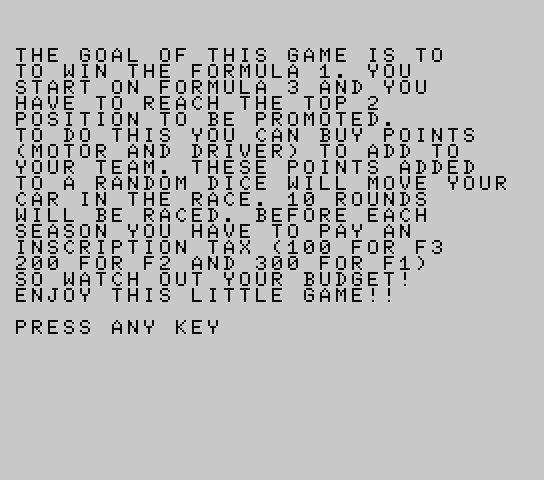 THE GOAL OF THIS GAME IS TO
TO WIN THE FORMULA 1. YOU
START ON FORMULA 3 AND YOU
HAVE TO REACH THE TOP 2
POSITION TO BE PROMOTED.
TO DO THIS YOU CAN BUY POINTS
(MOTOR AND DRIVER) TO ADD TO
YOUR TEAM. THESE POINTS ADDED
TO A RANDOM DICE WILL MOVE YOUR
CAR IN THE RACE. 10 ROUNDS
WILL BE RACED. BEFORE EACH
SEASON YOU HAVE TO PAY AN
INSCRIPTION TAX (100 FOR F3
200 FOR F2 AND 300 FOR F1)
SO WATCH OUT YOUR BUDGET!
ENJOY THIS LITTLE GAME!!
PRESS ANY KEY